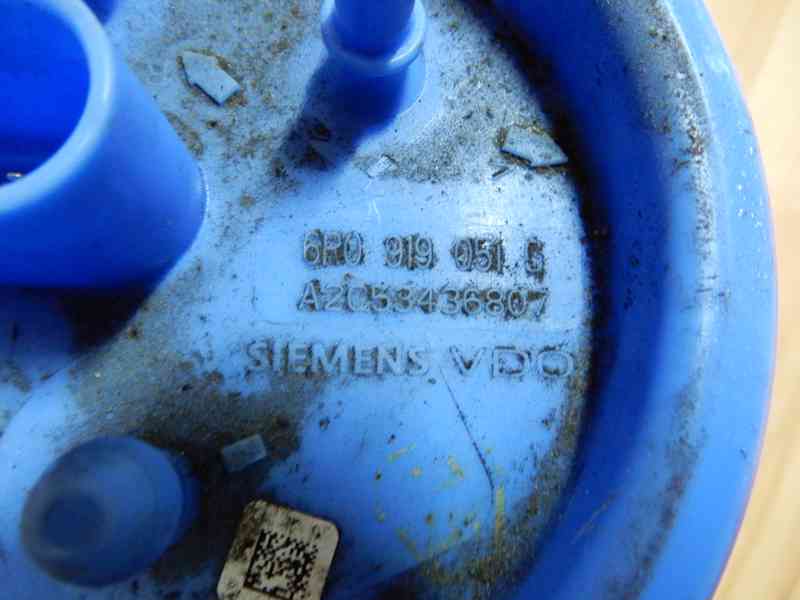 6R0 919 051 G
A2C53436807
SIEMENS VDO